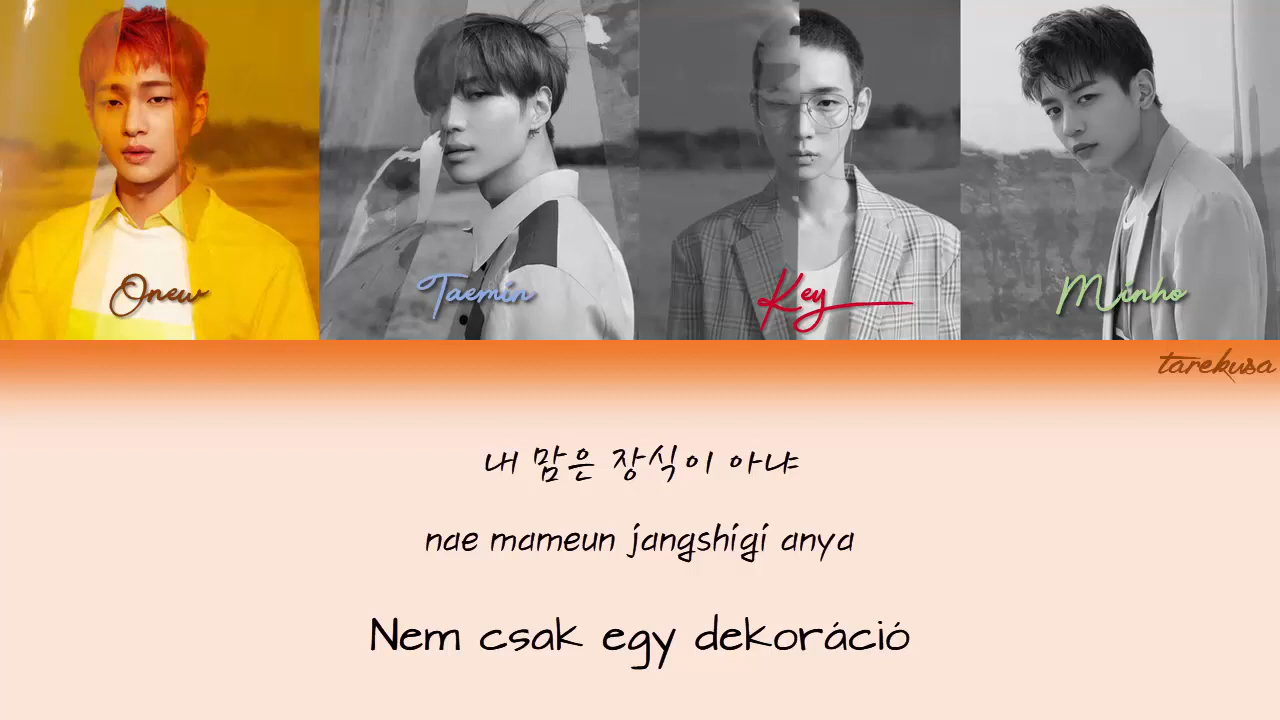 Onew
Taemin
Key
Minho
tarekusa
내 맘은 장식이 아냐
nae mameun jangshigi anya
Nem csak egy dekoráció